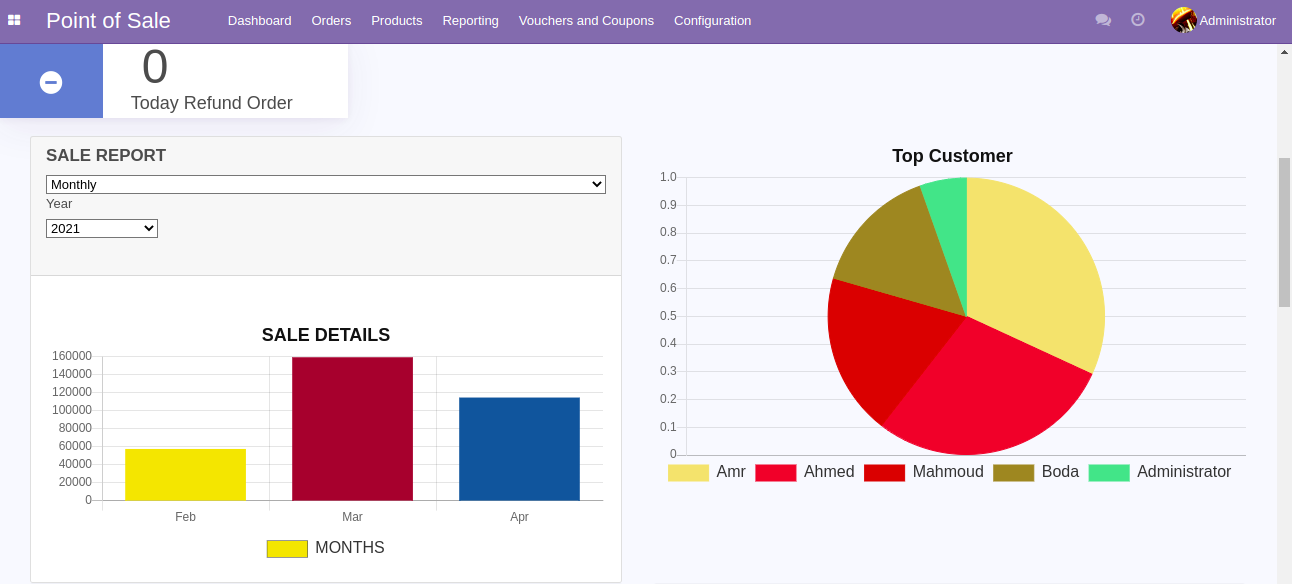 Point of Sale Dashboard Orders Products Reporting Vouchers and Coupons Configuration Administrator
0
Today Refund Order
SALE REPORT
Monthly
Year
2021
SALE DETAILS
160000
140000
120000
100000
80000
60000
40000
20000
0
Feb Mar Apr
MONTHS
Top Customer
1.0
0.9
0.8
0.7
0.6
0.5
0.4
0.3
0.2
0.1
0
Amr Ahmed Mahmoud Boda Administrator